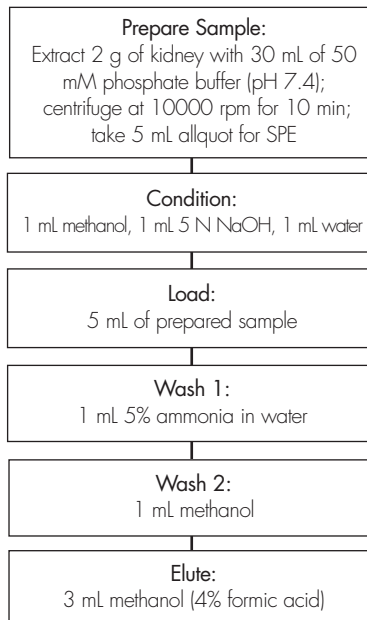 Prepare Sample:
Extract 2 g of kidney with 30 mL of 50
mM phosphate buffer (pH 7.4);
centrifuge at 10000 rpm for 10 min;
take 5 mL allquot for SPE
Condition:
1 mL methanol, 1 mL 5 N NaOH, 1 mL water
Load:
5 mL of prepared sample
Wash 1:
1 mL 5% ammonia in water
Wash 2:
1 mL methanol
Elute:
3 mL methanol (4% formic acid)